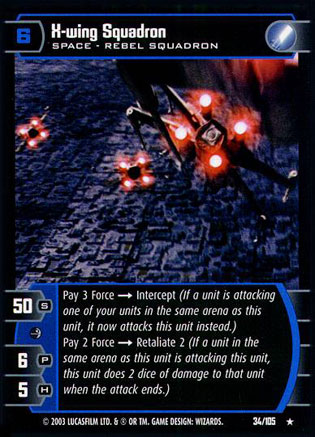 6
X-wing Squadron
SPACE - REBEL SQUADRON
50 S
Pay 3 Force → Intercept (If a unit is attacking
one of your units in the same arena as this
unit, it now attacks this unit instead.)
6 P
Pay 2 Force → Retaliate 2 (If a unit in the
same arena as this unit is attacking this unit,
this unit does 2 dice of damage to that unit
when the attack ends.)
5 H
© 2003 LUCASFILM LTD. & ® OR TM. GAME DESIGN: WIZARDS. 34/105 ★